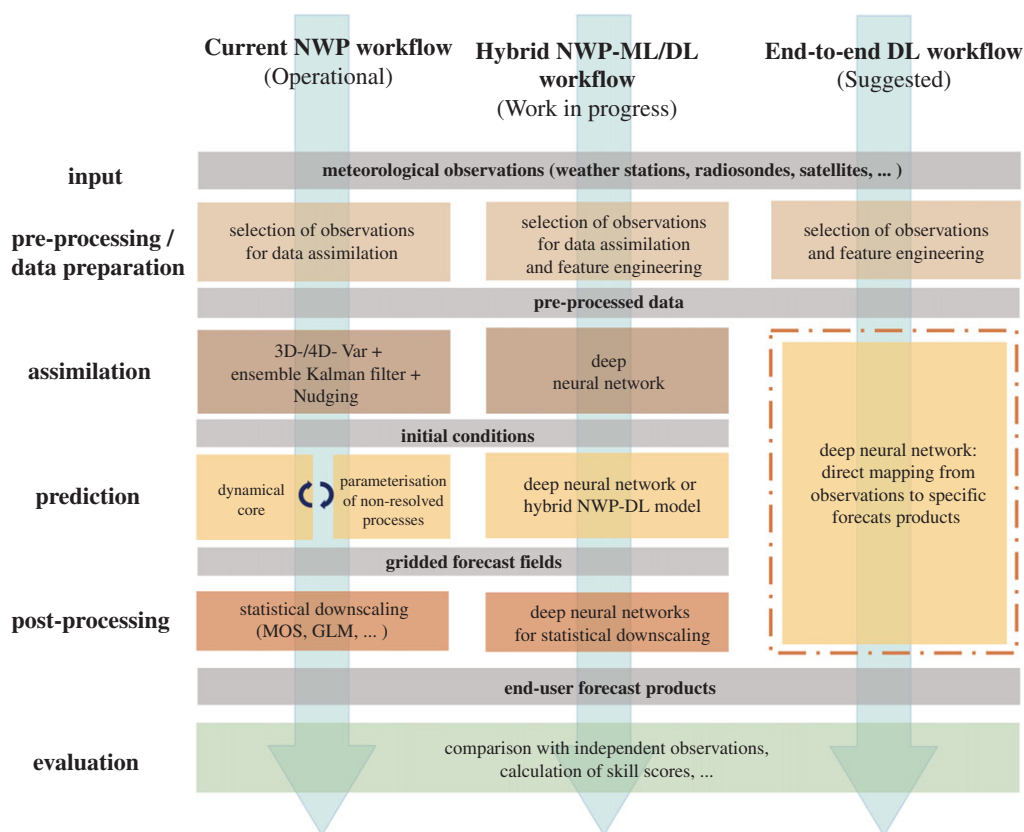 Current NWP workflow
(Operational)
Hybrid NWP-ML/DL
workflow
(Work in progress)
End-to-end DL workflow
(Suggested)
input
meteorological observations (weather stations, radiosondes, satellites, ... )
pre-processing /
data preparation
selection of observations
for data assimilation
selection of observations
for data assimilation
and feature engineering
selection of observations
and feature engineering
pre-processed data
assimilation
3D-/4D- Var +
ensemble Kalman filter +
Nudging
deep
neural network
initial conditions
prediction
dynamical
core
parameterisation
of non-resolved
processes
deep neural network or
hybrid NWP-DL model
deep neural network:
direct mapping from
observations to specific
forecats products
gridded forecast fields
post-processing
statistical downscaling
(MOS, GLM, ... )
deep neural networks
for statistical downscaling
end-user forecast products
evaluation
comparison with independent observations,
calculation of skill scores, ...